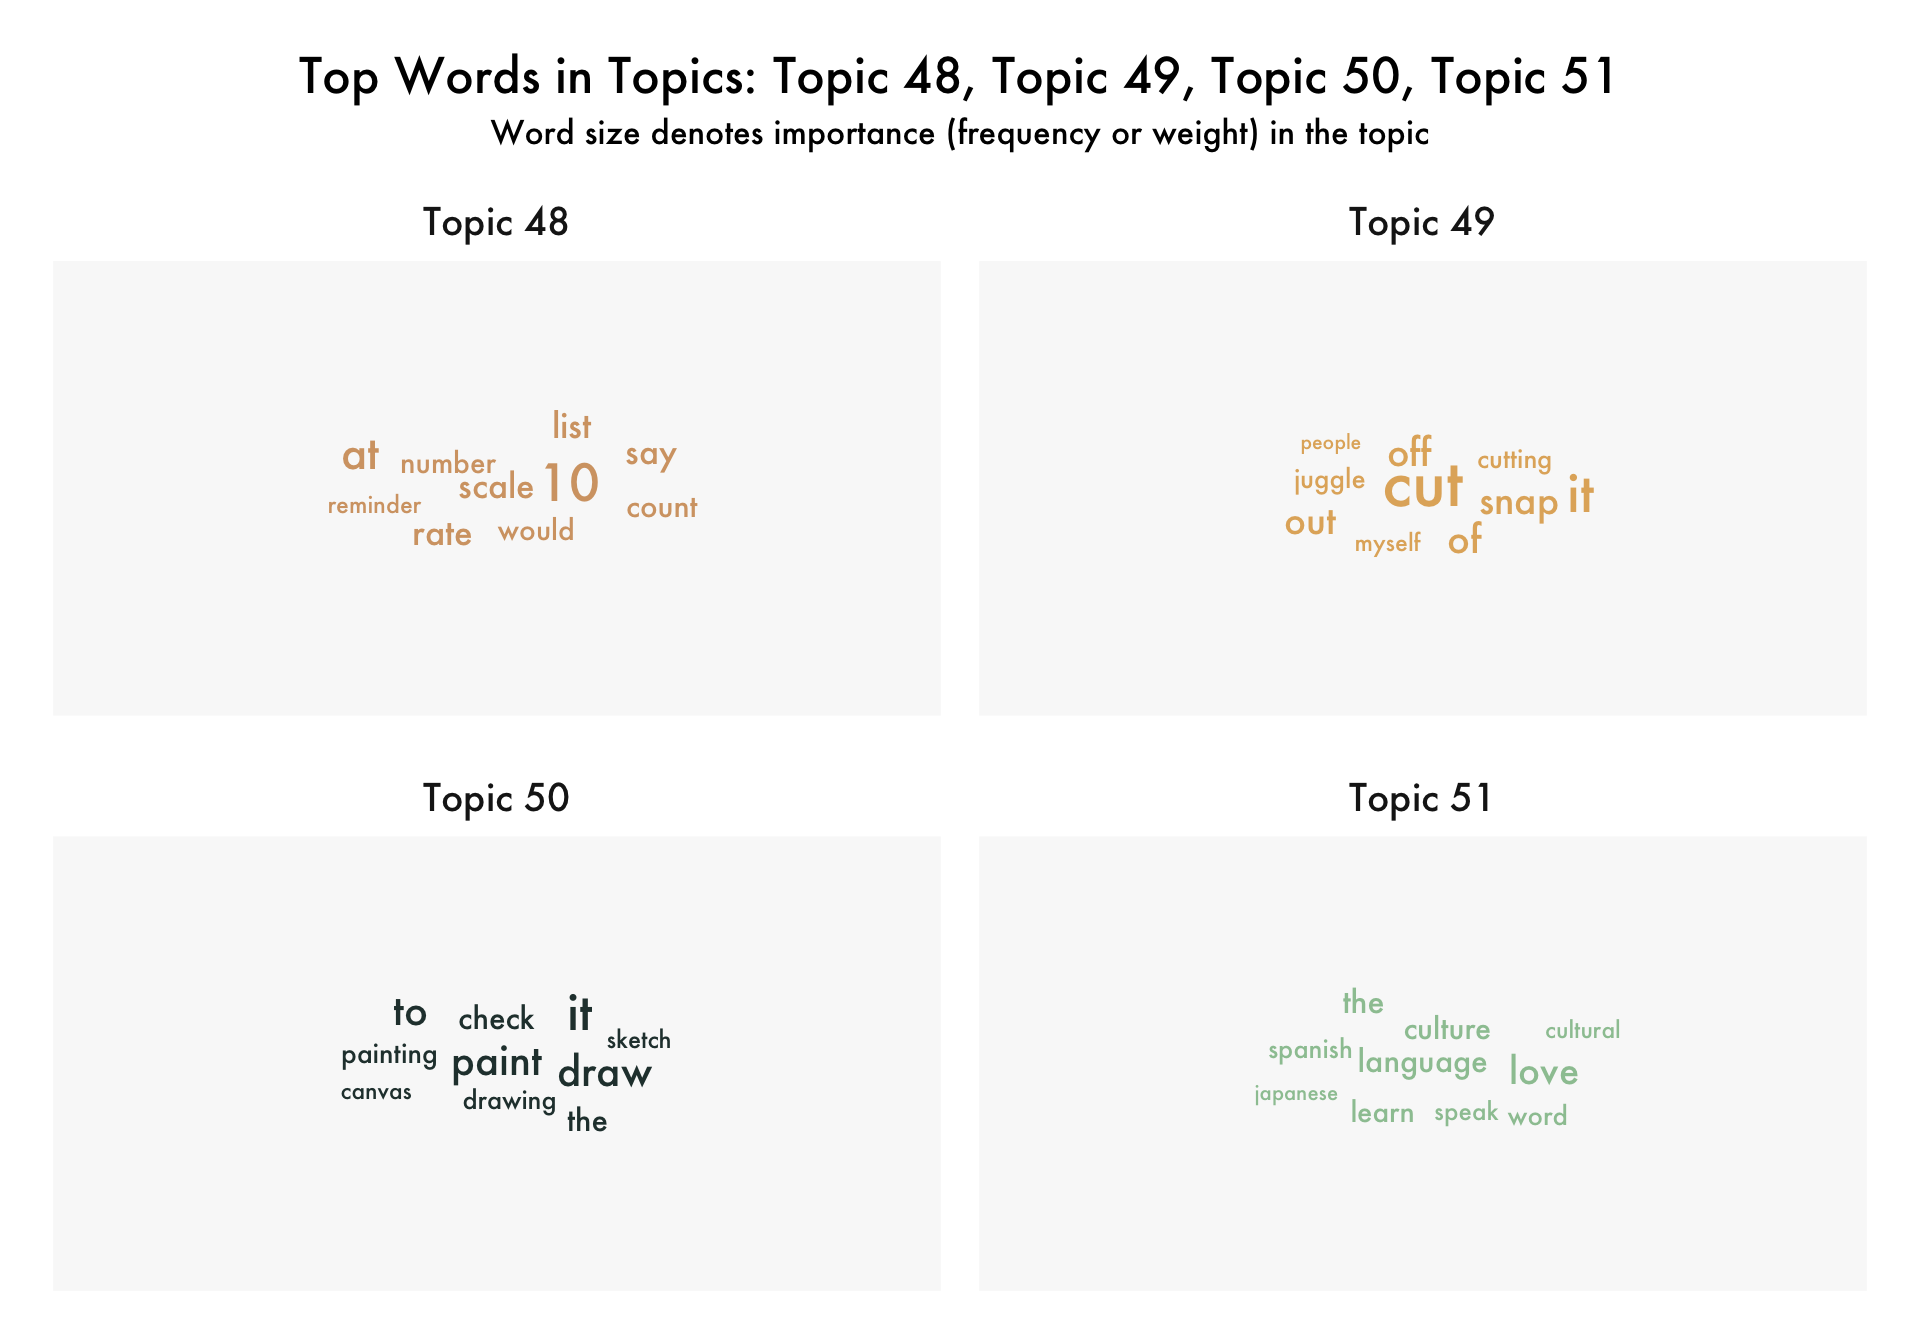 Top Words in Topics: Topic 48, Topic 49, Topic 50, Topic 51
Word size denotes importance (frequency or weight) in the topic
Topic 48
list
at number say
scale 10
reminder count
rate would
Topic 49
people off cutting
juggle cut snap it
out
myself of
Topic 50
to check it
sketch
painting paint draw
canvas drawing
the
Topic 51
the
culture cultural
spanish language love
japanese
learn speak word